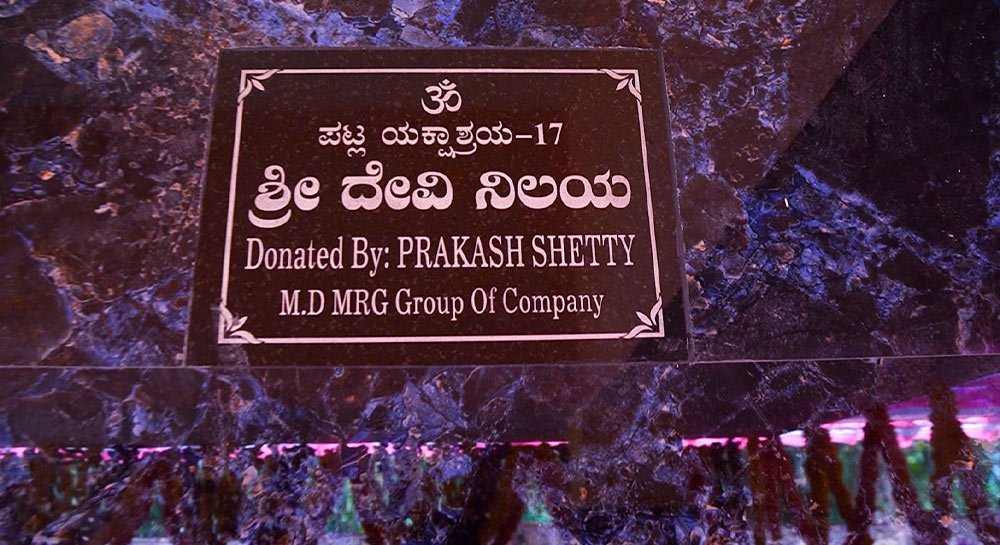 ಓಂ
ಪಟ್ಲ ಯಕ್ಷಾಶ್ರಯ-17
ಶ್ರೀ ದೇವಿ ನಿಲಯ
Donated By: PRAKASH SHETTY
M.D MRG Group Of Company